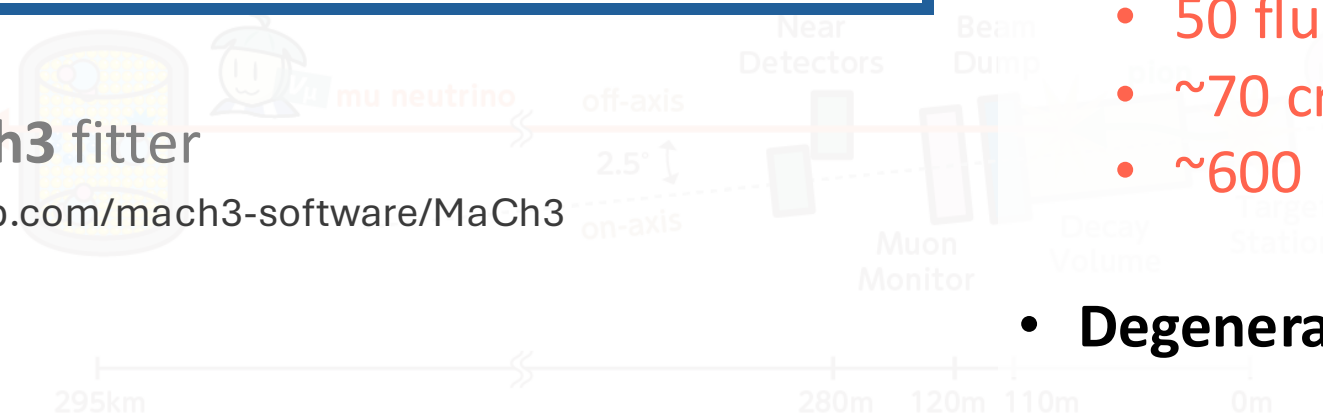 50 flu
~70 cr
~600
h3 fitter
o.com/mach3-software/MaCh3
Degenera
Near
Detectors
Beam
Dump
mu neutrino
off-axis
2.5°
on-axis
Muon
Monitor
Decay
Volume
Target
Station
295km
280m
120m
110m
0m